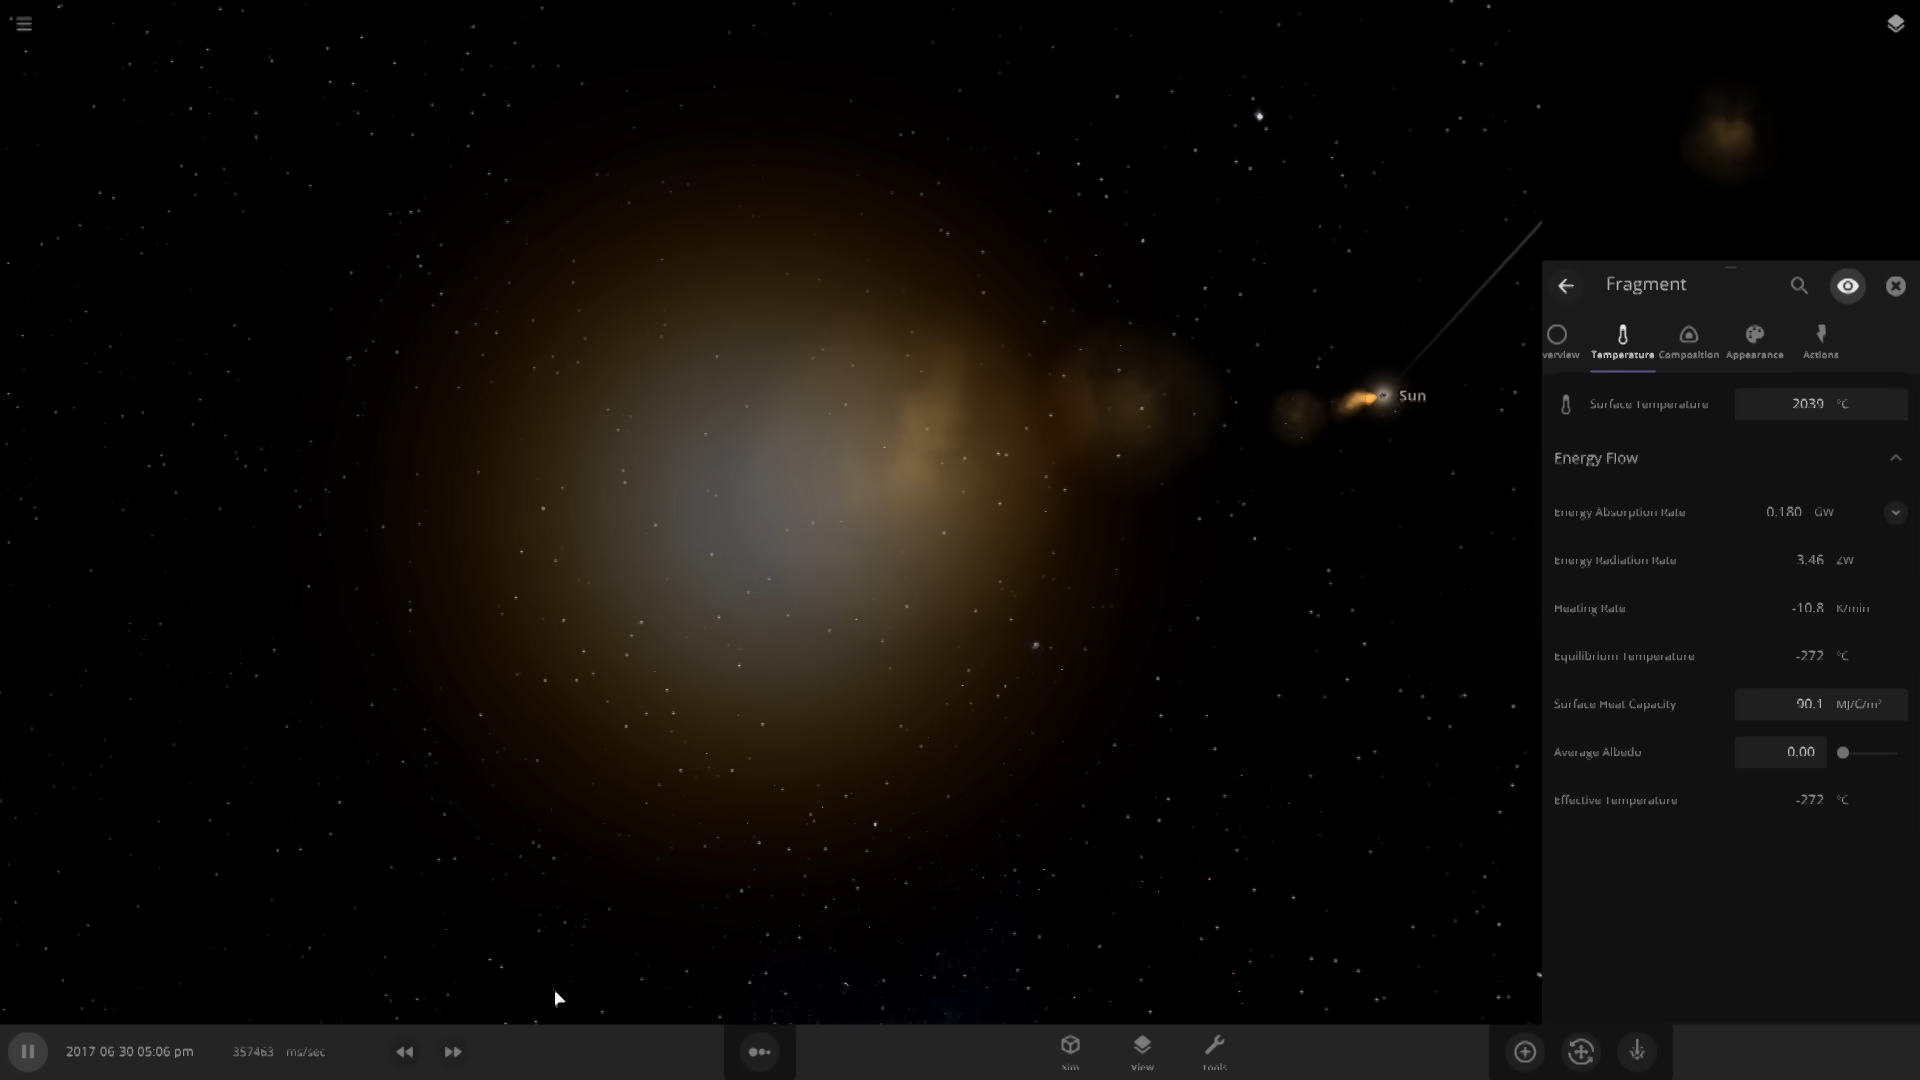 Sun
Fragment
verview Temperature Composition Appearance Actions
Surface Temperature 2039 °C
Energy Flow
Energy Absorption Rate 0.180 GW
Energy Radiation Rate 3.46 ZW
Heating Rate -10.8 K/min
Equilibrium Temperature -272 °C
Surface Heat Capacity 90.1 MJ/C/m²
Average Albedo 0.00
Effective Temperature -272 °C
2017 06 30 05:06 pm 357463 ms/sec
Sim View Tools